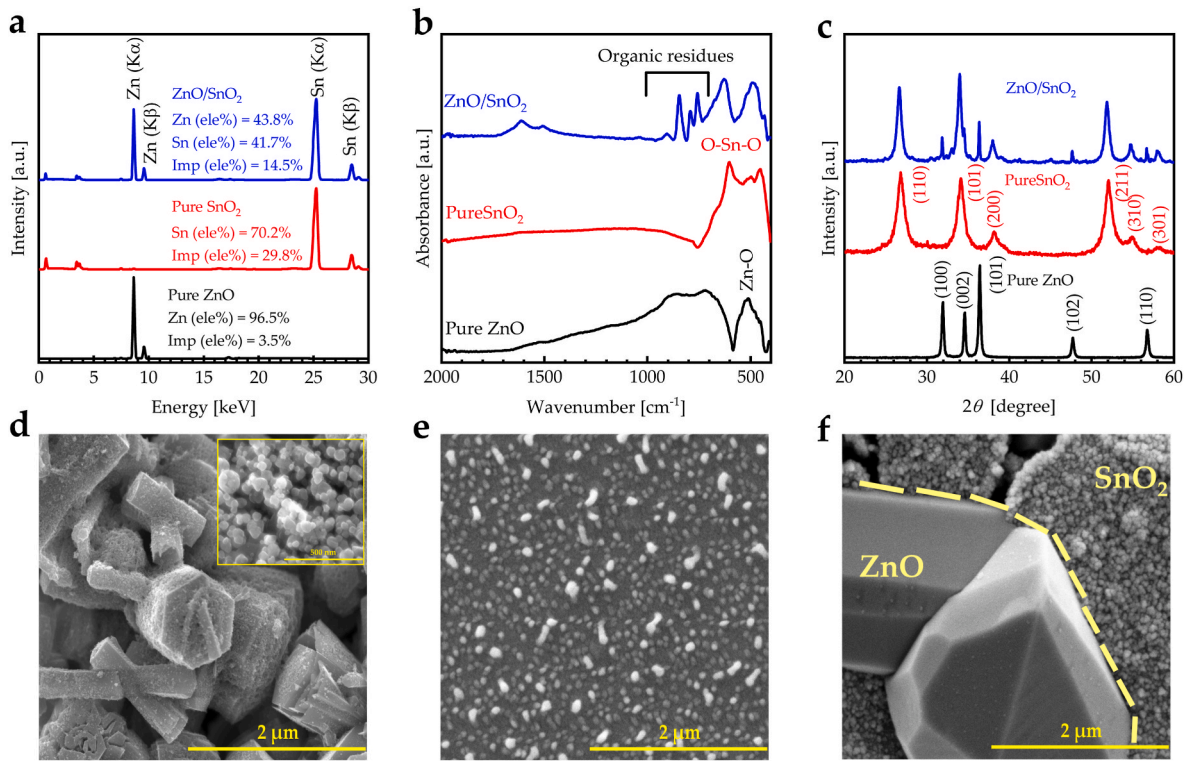 a
Intensity [a.u.]
Zn (Kα)
Zn (Kβ)
Sn (Kα)
Sn (Kβ)
ZnO/SnO₂
Zn (ele%) = 43.8%
Sn (ele%) = 41.7%
Imp (ele%) = 14.5%
Pure SnO₂
Sn (ele%) = 70.2%
Imp (ele%) = 29.8%
Pure ZnO
Zn (ele%) = 96.5%
Imp (ele%) = 3.5%
0 5 10 15 20 25 30
Energy [keV]
b
Absorbance [a.u.]
Organic residues
ZnO/SnO₂
O-Sn-O
PureSnO₂
Zn-O
Pure ZnO
2000 1500 1000 500
Wavenumber [cm⁻¹]
c
Intensity [a.u.]
ZnO/SnO₂
PureSnO₂
(110)
(101)
(200)
(211)
(310)
(301)
Pure ZnO
(100)
(002)
(101)
(102)
(110)
20 30 40 50 60
2θ [degree]
d
500 nm
2 μm
e
2 μm
f
SnO₂
ZnO
2 μm